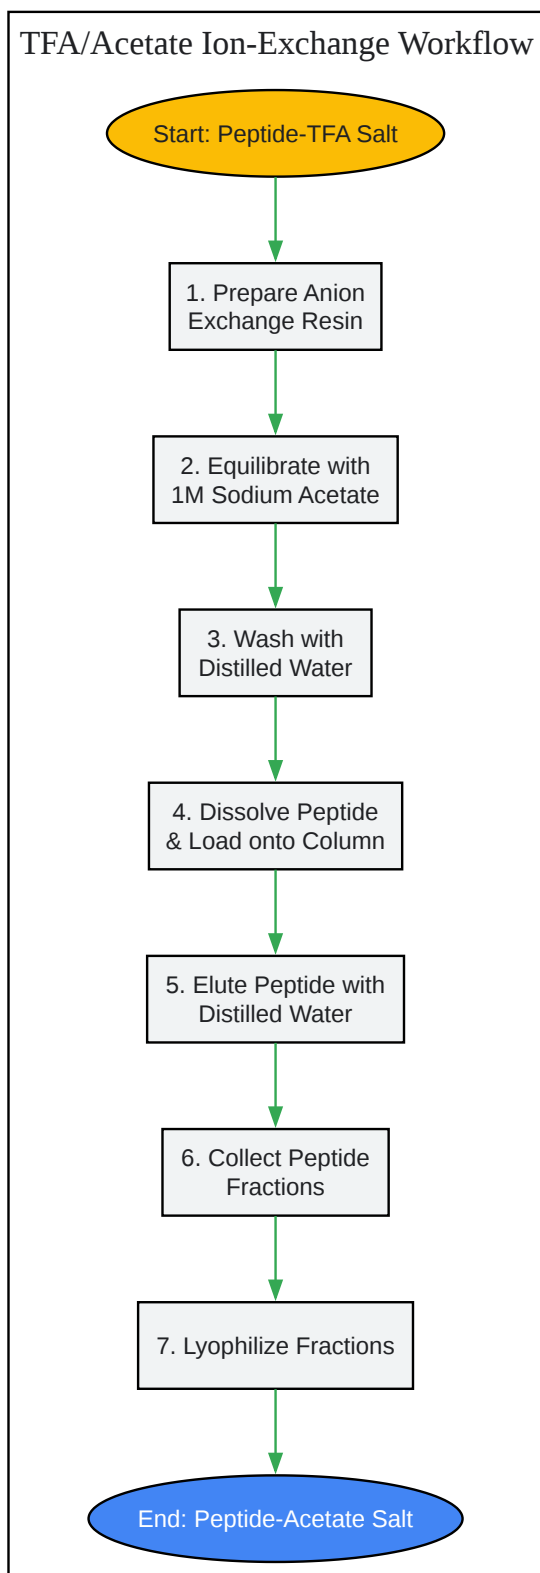 TFA/Acetate Ion-Exchange Workflow
Start: Peptide-TFA Salt
1. Prepare Anion
Exchange Resin
2. Equilibrate with
1M Sodium Acetate
3. Wash with
Distilled Water
4. Dissolve Peptide
& Load onto Column
5. Elute Peptide with
Distilled Water
6. Collect Peptide
Fractions
7. Lyophilize Fractions
End: Peptide-Acetate Salt